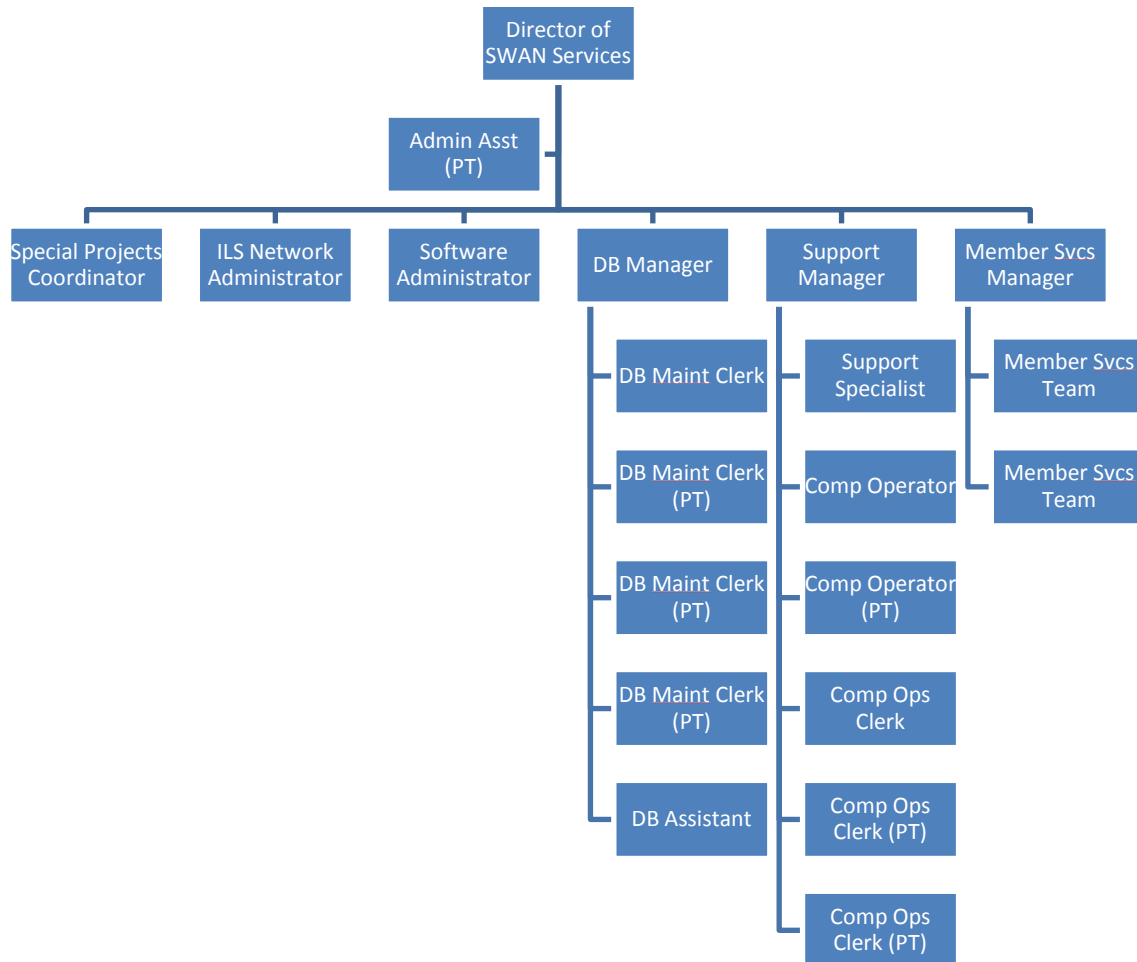 Director of
SWAN Services
Admin Asst
(PT)
Special Projects
Coordinator
ILS Network
Administrator
Software
Administrator
DB Manager
Support
Manager
Member Svcs
Manager
DB Maint Clerk
DB Maint Clerk
(PT)
DB Maint Clerk
(PT)
DB Maint Clerk
(PT)
DB Assistant
Support
Specialist
Comp Operator
Comp Operator
(PT)
Comp Ops
Clerk
Comp Ops
Clerk (PT)
Comp Ops
Clerk (PT)
Member Svcs
Team
Member Svcs
Team